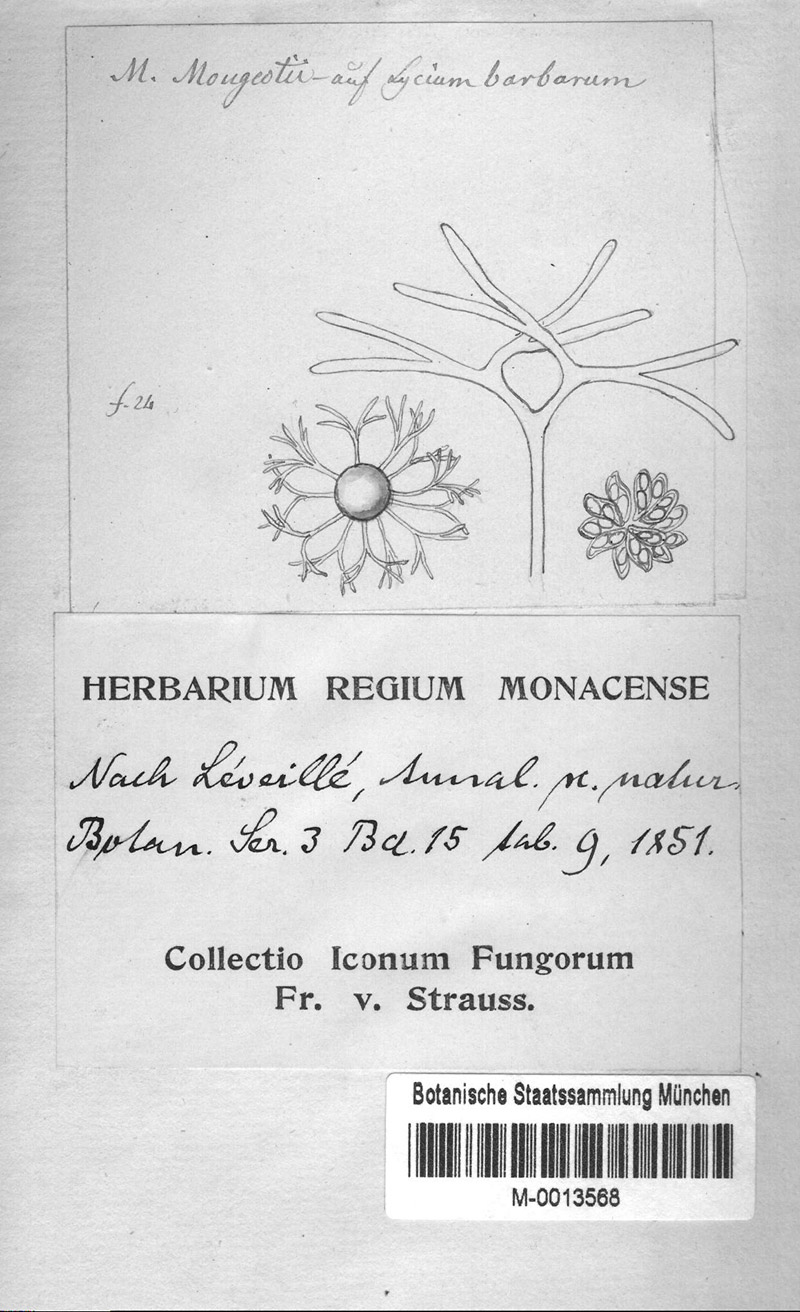 M. Mougeotii - auf Lycium barbarum
f. 24
HERBARIUM REGIUM MONACENSE
Nach Léveillé, Annal. sc. natur.
Botan. Ser. 3 Bd. 15 tab. 9, 1851.
Collectio Iconum Fungorum
Fr. v. Strauss.
Botanische Staatssammlung München
M-0013568